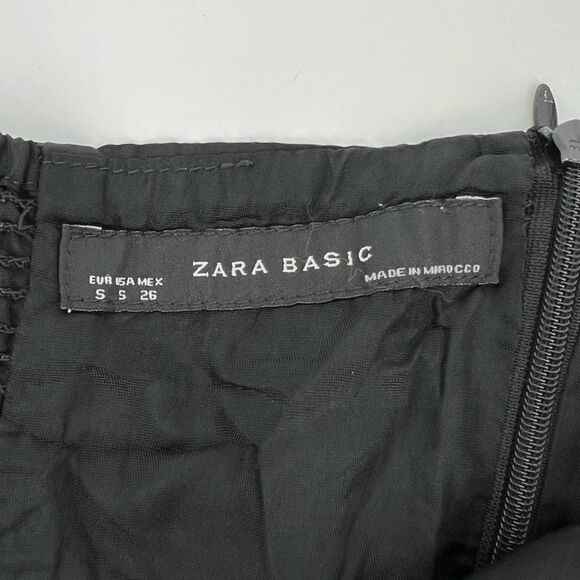 ZARA BASIC
EUR USA MEX
S S 26
MADE IN MOROCCO